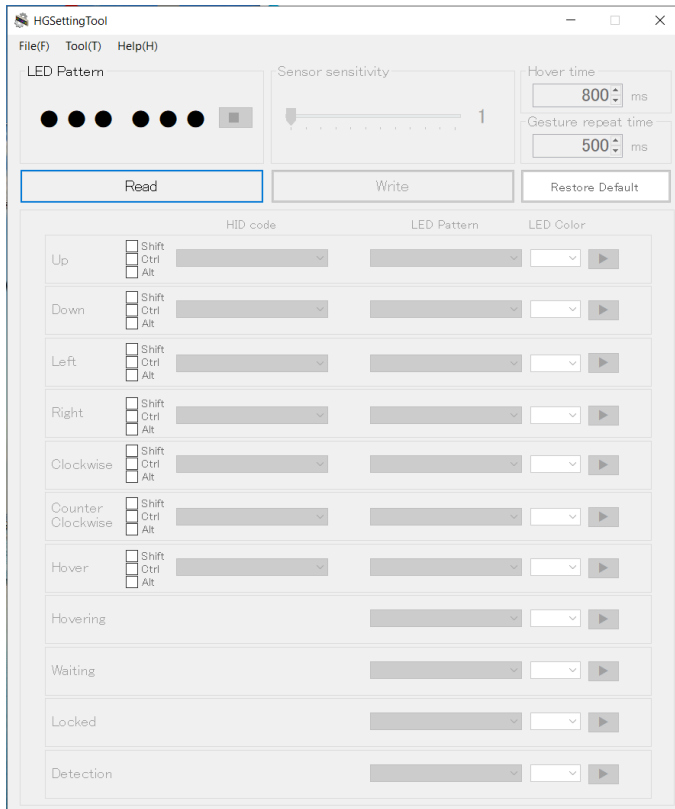 HGSettingTool
File(F) Tool(T) Help(H)
LED Pattern
Sensor sensitivity
1
Hover time
800 ms
Gesture repeat time
500 ms
Read
Write
Restore Default
HID code LED Pattern LED Color
Up
Shift
Ctrl
Alt
Down
Shift
Ctrl
Alt
Left
Shift
Ctrl
Alt
Right
Shift
Ctrl
Alt
Clockwise
Shift
Ctrl
Alt
Counter
Clockwise
Shift
Ctrl
Alt
Hover
Shift
Ctrl
Alt
Hovering
Waiting
Locked
Detection